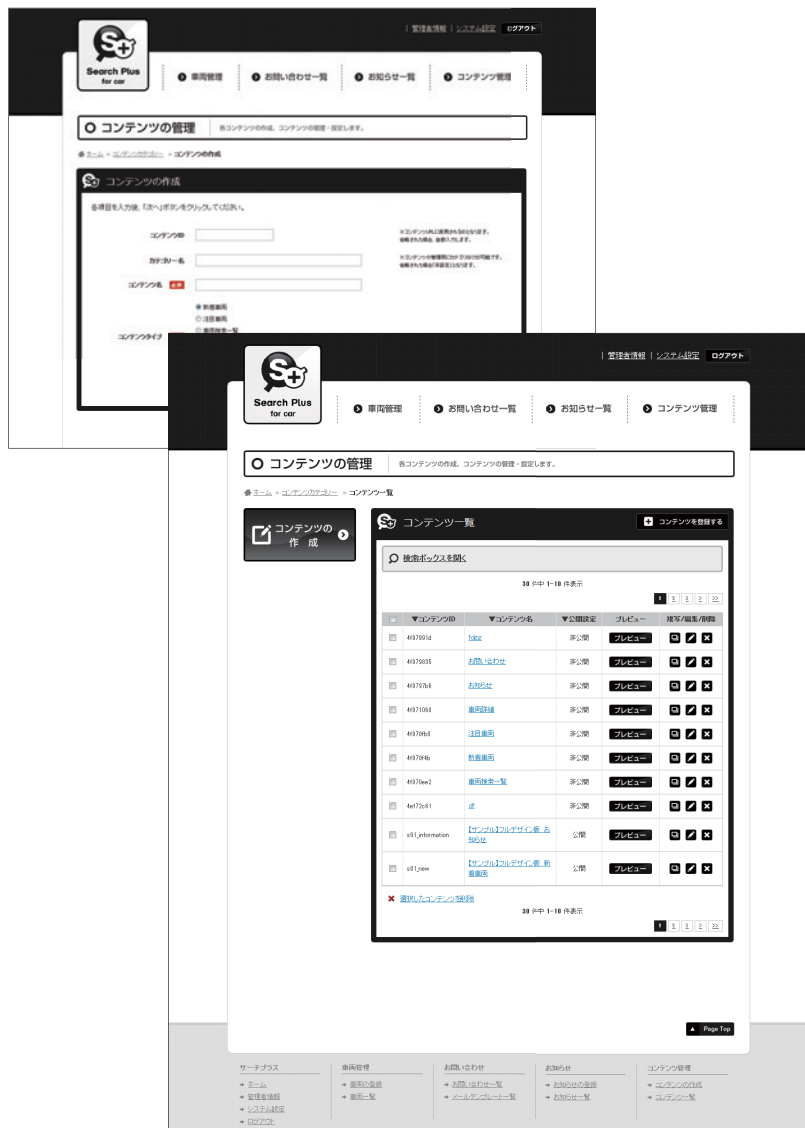 | 管理者情報 | システム設定 ログアウト
Search Plus
for car
車両管理
お問い合わせ一覧
お知らせ一覧
コンテンツ管理
コンテンツの管理
各コンテンツの作成、コンテンツの管理・設定します。
ホーム » コンテンツカテゴリー » コンテンツの作成
コンテンツの作成
各項目を入力後、「次へ」ボタンをクリックしてください。
コンテンツID
カテゴリー名
コンテンツ名 必須
新着車両
注目車両
車両検索一覧
コンテンツタイプ
| 管理者情報 | システム設定 ログアウト
Search Plus
for car
車両管理
お問い合わせ一覧
お知らせ一覧
コンテンツ管理
コンテンツの管理
各コンテンツの作成、コンテンツの管理・設定します。
ホーム » コンテンツカテゴリー » コンテンツ一覧
コンテンツの
作 成
コンテンツ一覧
コンテンツを登録する
検索ボックスを開く
30 件中 1-10 件表示
1 2 3 > >>
▼コンテンツID ▼コンテンツ名 ▼公開設定 プレビュー 複写/編集/削除
4f07991d 非公開 プレビュー
4f079835 お問い合わせ 非公開 プレビュー
4f0797b6 お知らせ 非公開 プレビュー
4f071060 車両詳細 非公開 プレビュー
4f070fb0 注目車両 非公開 プレビュー
4f070f4b 新着車両 非公開 プレビュー
4f070ee2 車両検索一覧 非公開 プレビュー
4ef72c61 非公開 プレビュー
s01_information 【サンプル】フルデザイン版 お知らせ 公開 プレビュー
s01_new 【サンプル】フルデザイン版 新着車両 公開 プレビュー
選択したコンテンツを削除
30 件中 1-10 件表示
1 2 3 > >>
▲ Page Top
サーチプラス
ホーム
管理者情報
システム設定
ログアウト
車両管理
車両の登録
車両一覧
お問い合わせ
お問い合わせ一覧
メールテンプレート一覧
お知らせ
お知らせの登録
お知らせ一覧
コンテンツ管理
コンテンツの作成
コンテンツ一覧